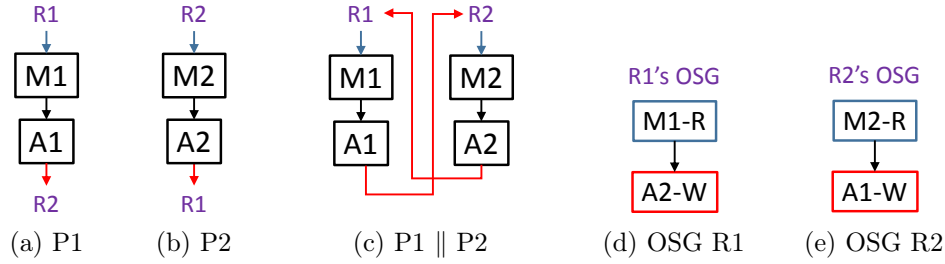 R1
M1
A1
R2
(a) P1
R2
M2
A2
R1
(b) P2
R1
R2
M1
M2
A1
A2
(c) P1 ∥ P2
R1's OSG
M1-R
A2-W
(d) OSG R1
R2's OSG
M2-R
A1-W
(e) OSG R2